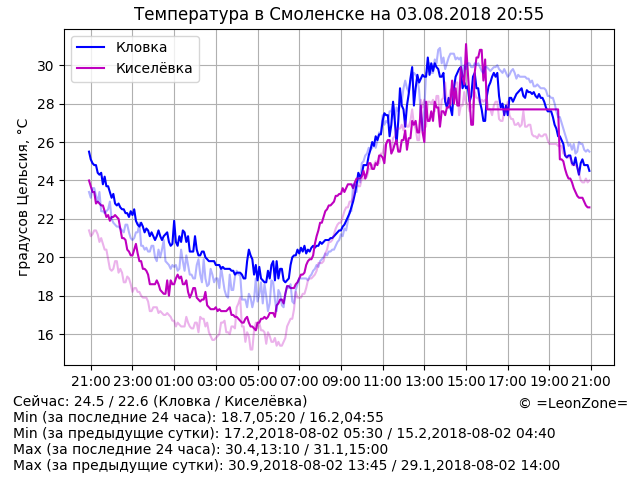 Температура в Смоленске на 03.08.2018 20:55
Кловка
Киселёвка
градусов Цельсия, °C
30
28
26
24
22
20
18
16
21:00 23:00 01:00 03:00 05:00 07:00 09:00 11:00 13:00 15:00 17:00 19:00 21:00
Сейчас: 24.5 / 22.6 (Кловка / Киселёвка)
© =LeonZone=
Min (за последние 24 часа): 18.7,05:20 / 16.2,04:55
Min (за предыдущие сутки): 17.2,2018-08-02 05:30 / 15.2,2018-08-02 04:40
Max (за последние 24 часа): 30.4,13:10 / 31.1,15:00
Max (за предыдущие сутки): 30.9,2018-08-02 13:45 / 29.1,2018-08-02 14:00